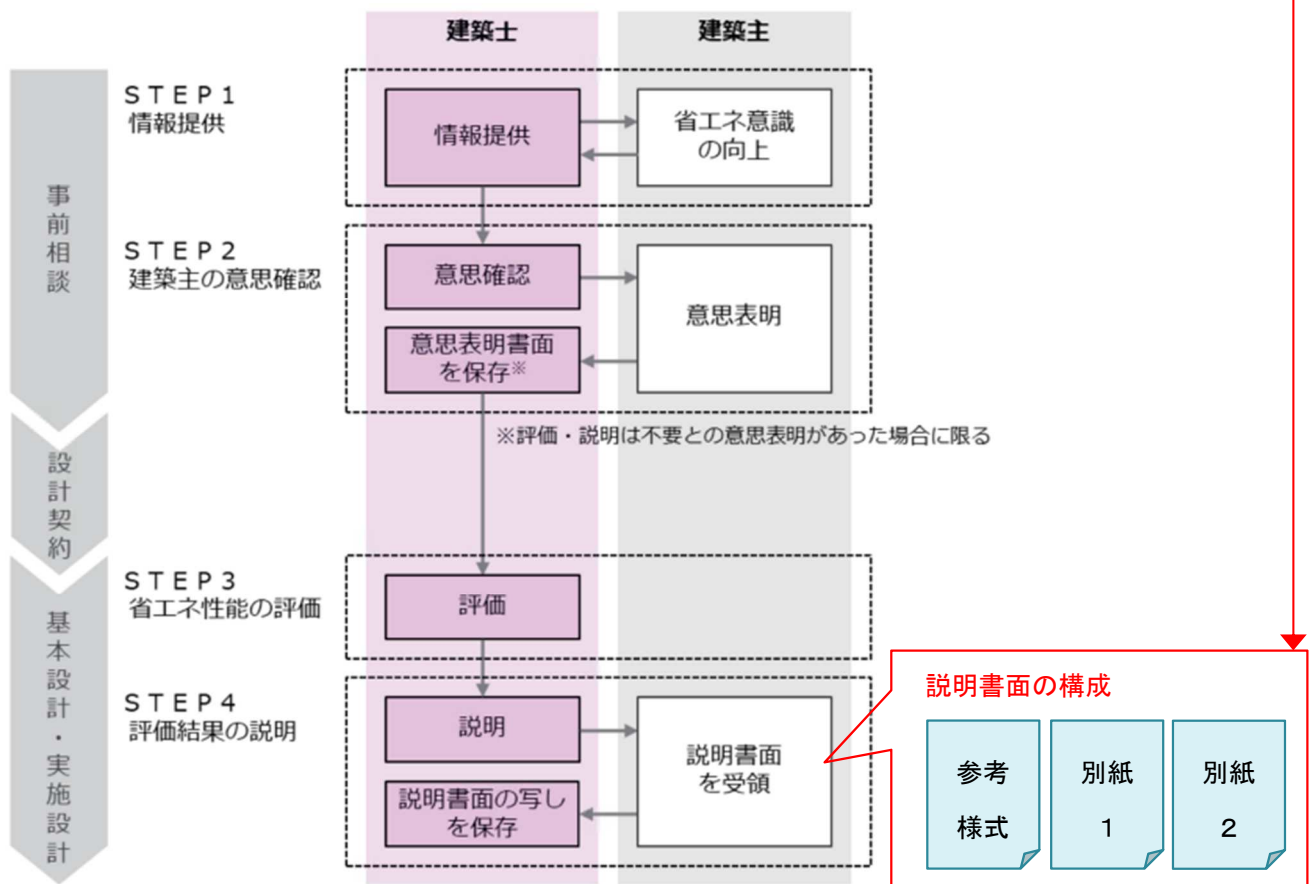 建築士
建築主
事前相談
設計契約
基本設計・実施設計
ＳＴＥＰ１
情報提供
情報提供
省エネ意識
の向上
ＳＴＥＰ２
建築主の意思確認
意思確認
意思表明書面
を保存※
意思表明
※評価・説明は不要との意思表明があった場合に限る
ＳＴＥＰ３
省エネ性能の評価
評価
ＳＴＥＰ４
評価結果の説明
説明
説明書面の写し
を保存
説明書面
を受領
説明書面の構成
参考
様式
別紙
１
別紙
２